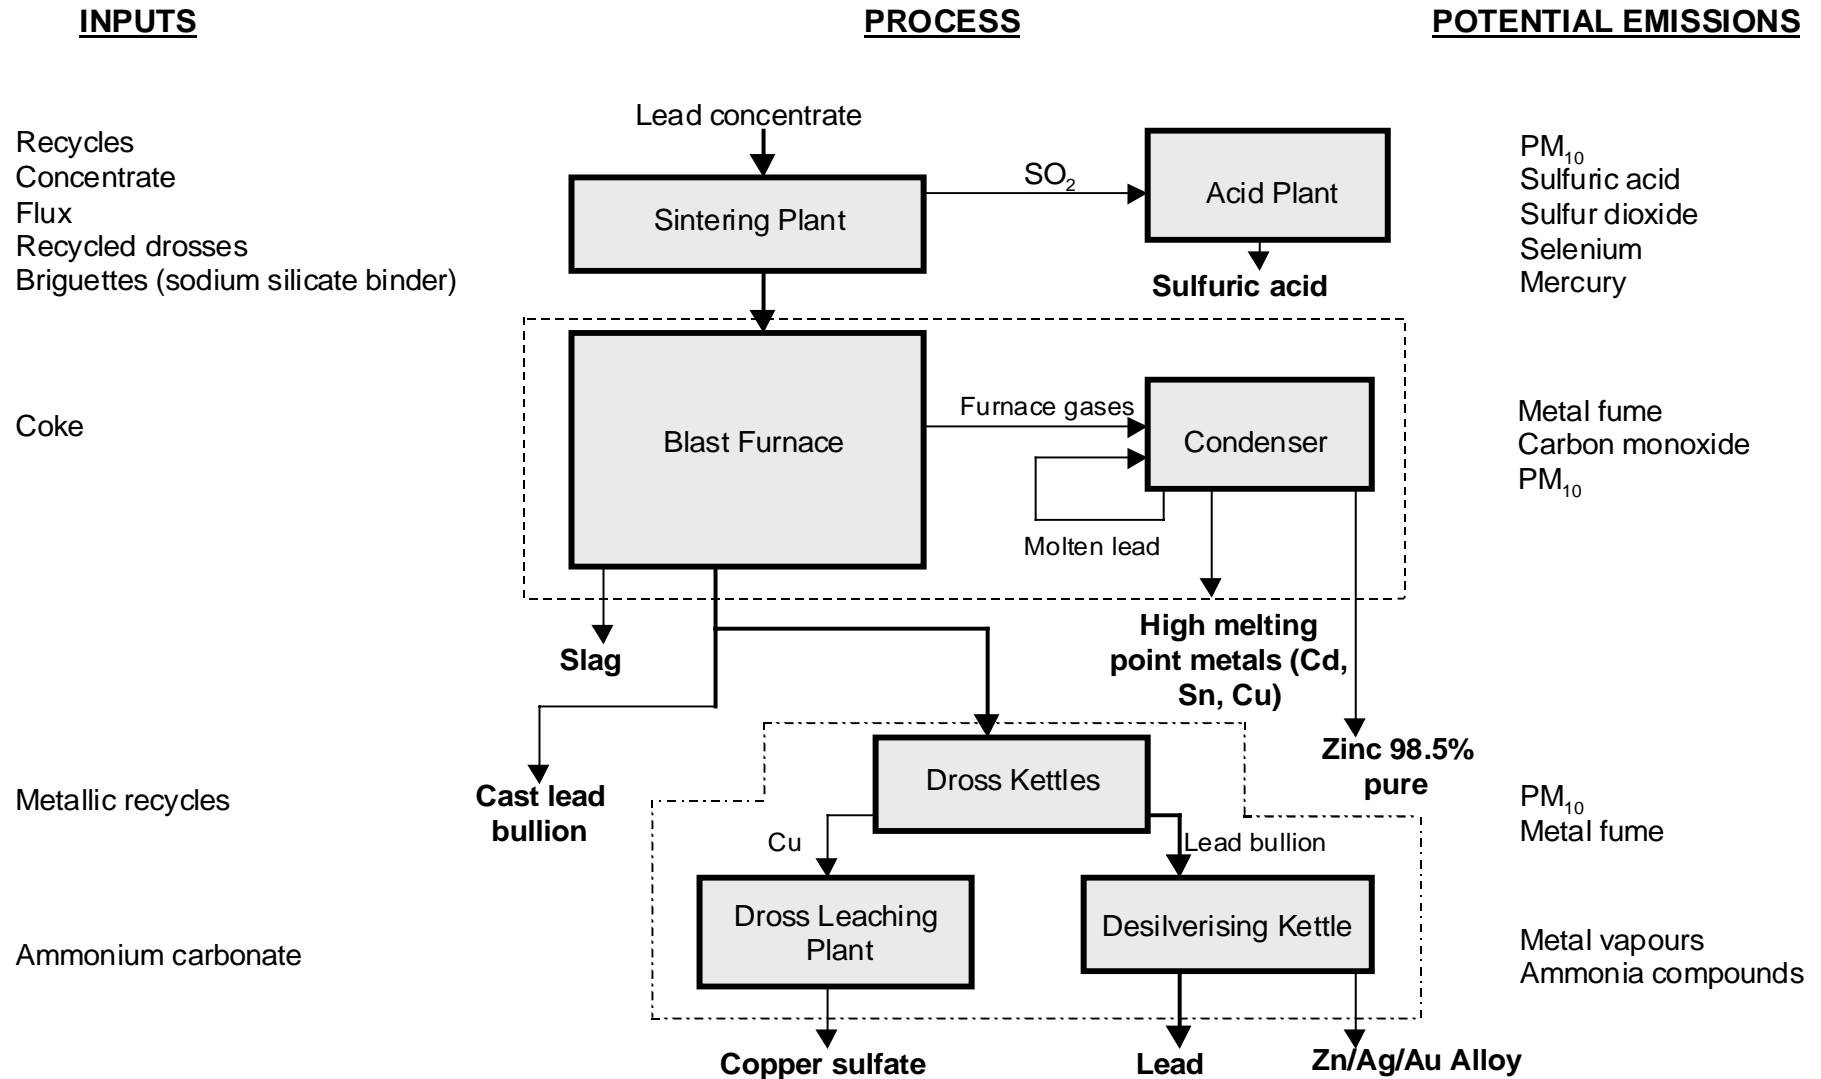 INPUTS
PROCESS
POTENTIAL EMISSIONS
Recycles
Concentrate
Flux
Recycled drosses
Briguettes (sodium silicate binder)
Lead concentrate
Sintering Plant
SO2
Acid Plant
Sulfuric acid
PM10
Sulfuric acid
Sulfur dioxide
Selenium
Mercury
Coke
Blast Furnace
Furnace gases
Condenser
Molten lead
Metal fume
Carbon monoxide
PM10
Slag
High melting
point metals (Cd,
Sn, Cu)
Zinc 98.5%
pure
Metallic recycles
Cast lead
bullion
Dross Kettles
Cu
Lead bullion
PM10
Metal fume
Ammonium carbonate
Dross Leaching
Plant
Desilverising Kettle
Metal vapours
Ammonia compounds
Copper sulfate
Lead
Zn/Ag/Au Alloy